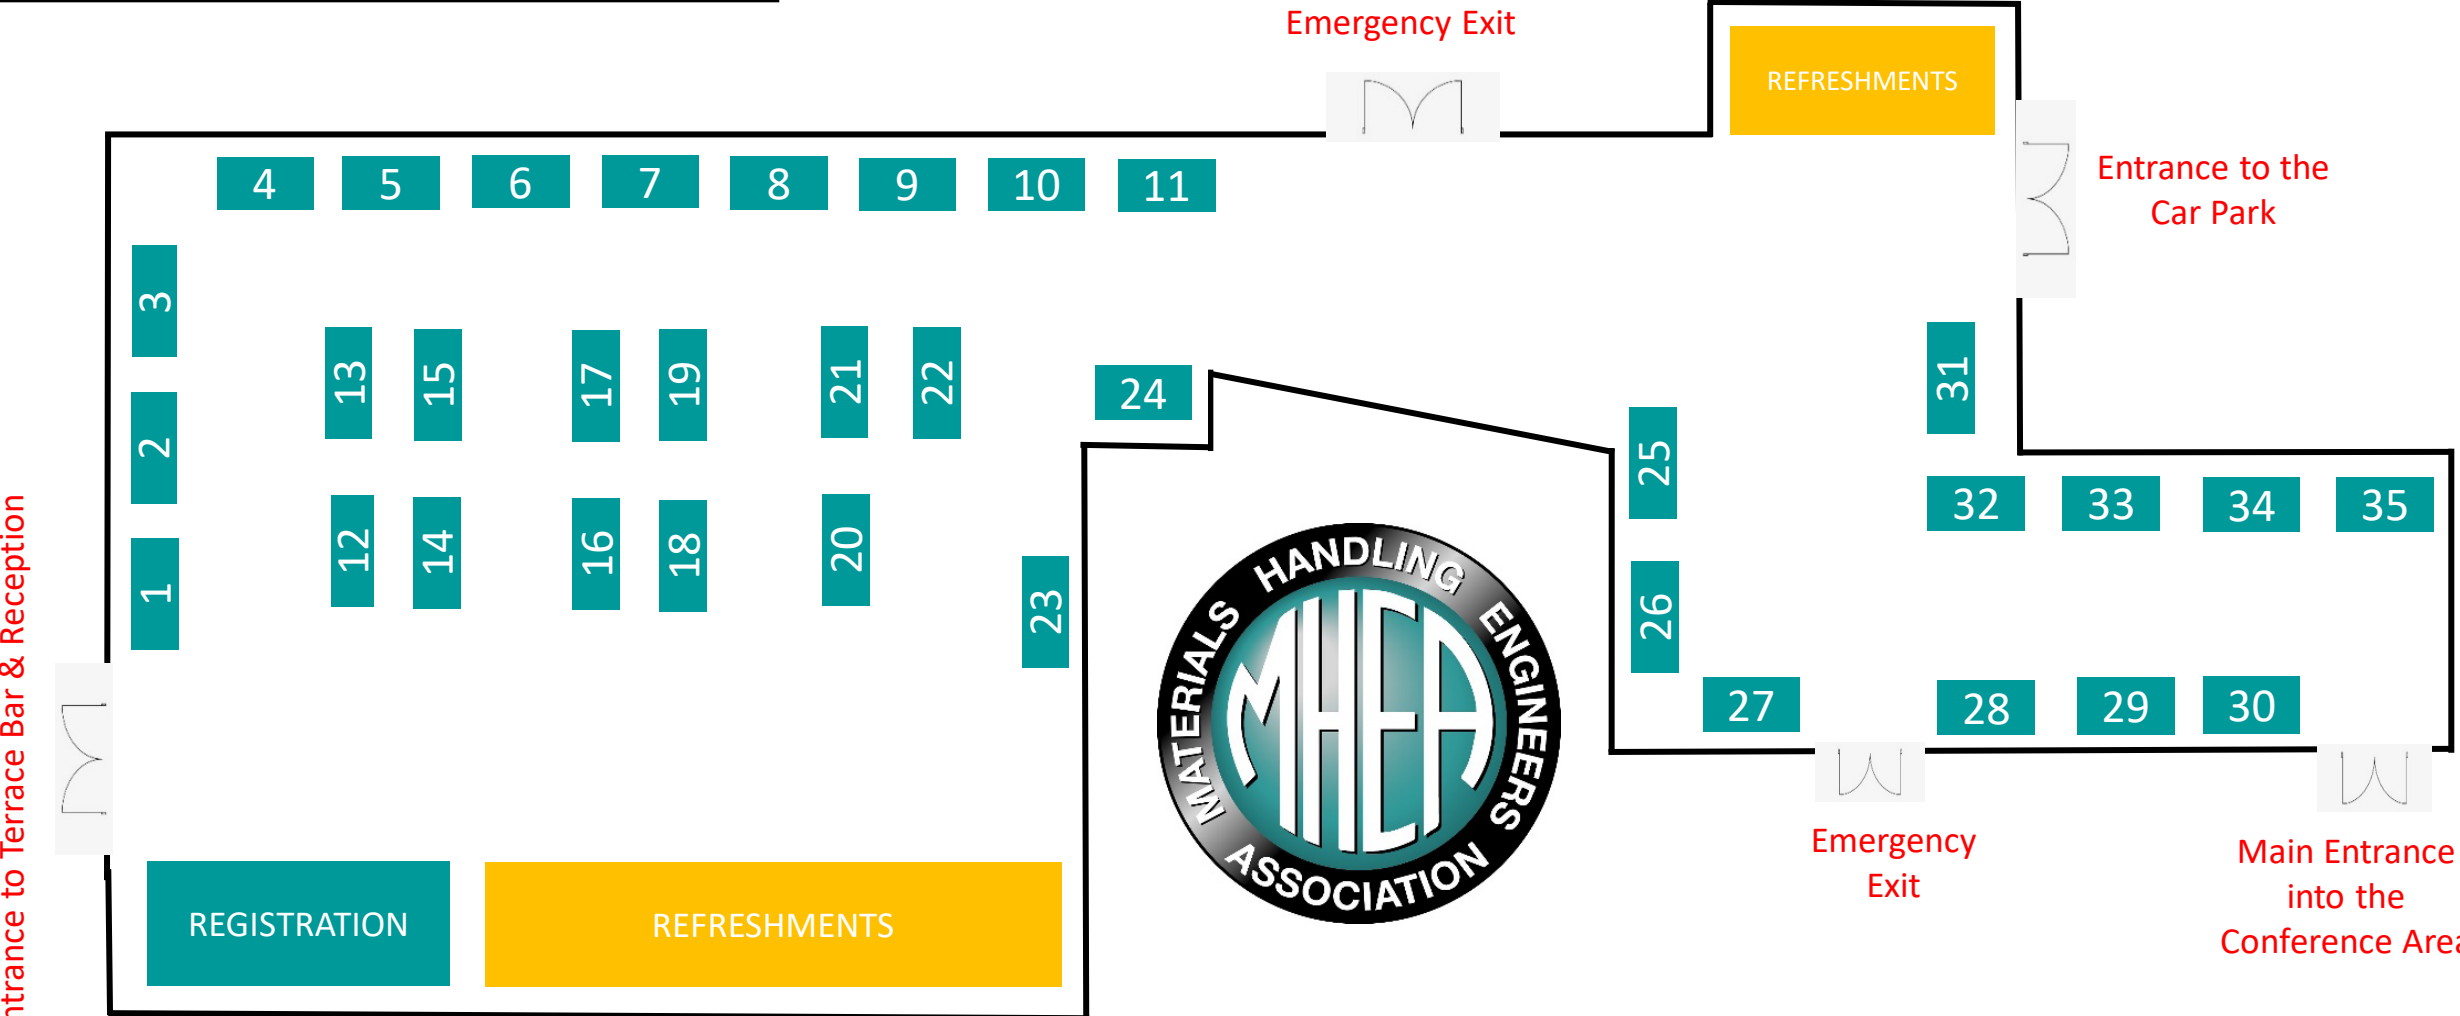 Emergency Exit
REFRESHMENTS
Entrance to the
Car Park
4 5 6 7 8 9 10 11
3
2
1
13 15 17 19 21 22
24
12 14 16 18 20
23
31
25
26
32 33 34 35
27 28 29 30
MATERIALS HANDLING ENGINEERS
ASSOCIATION
MHEA
Emergency
Exit
Main Entrance
into the
Conference Area
REGISTRATION
REFRESHMENTS
ntrance to Terrace Bar & Reception